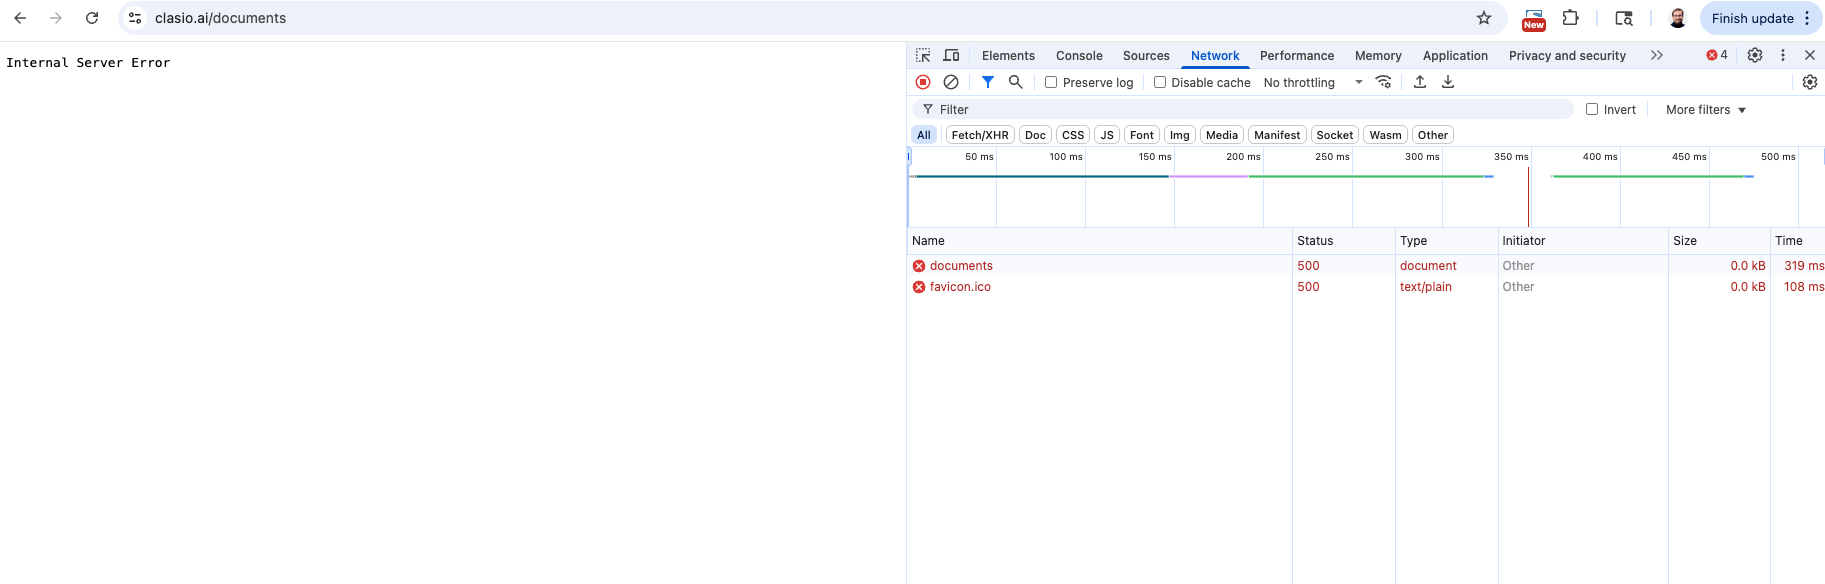 clasio.ai/documents
New
Finish update
Internal Server Error
Elements Console Sources Network Performance Memory Application Privacy and security 4
Preserve log Disable cache No throttling
Filter Invert More filters
All Fetch/XHR Doc CSS JS Font Img Media Manifest Socket Wasm Other
50 ms 100 ms 150 ms 200 ms 250 ms 300 ms 350 ms 400 ms 450 ms 500 ms
Name Status Type Initiator Size Time
documents 500 document Other 0.0 kB 319 ms
favicon.ico 500 text/plain Other 0.0 kB 108 ms